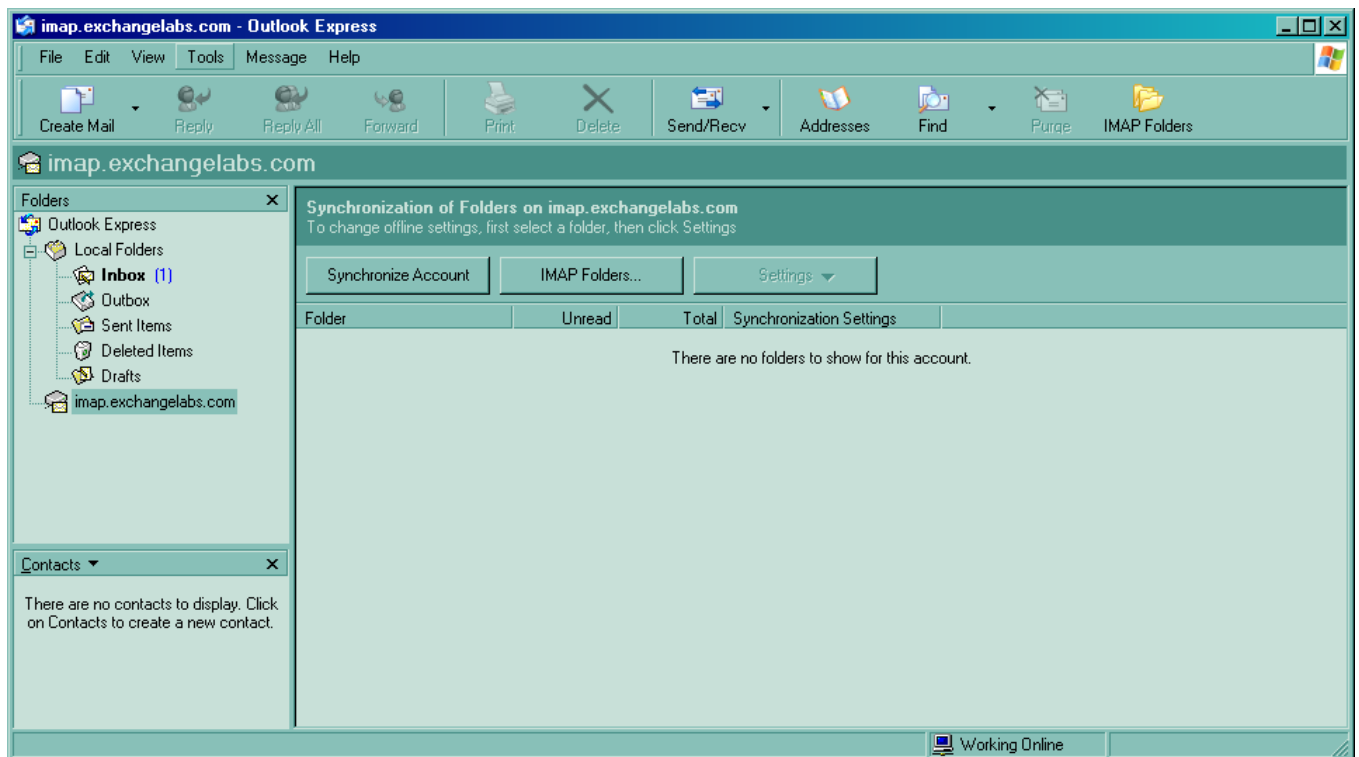 imap.exchangelabs.com - Outlook Express
File Edit View Tools Message Help
Create Mail Reply Reply All Forward Print Delete Send/Recv Addresses Find Purge IMAP Folders
imap.exchangelabs.com
Folders
Outlook Express
Local Folders
Inbox (1)
Outbox
Sent Items
Deleted Items
Drafts
imap.exchangelabs.com
Contacts
There are no contacts to display. Click
on Contacts to create a new contact.
Synchronization of Folders on imap.exchangelabs.com
To change offline settings, first select a folder, then click Settings
Synchronize Account IMAP Folders... Settings
Folder Unread Total Synchronization Settings
There are no folders to show for this account.
Working Online